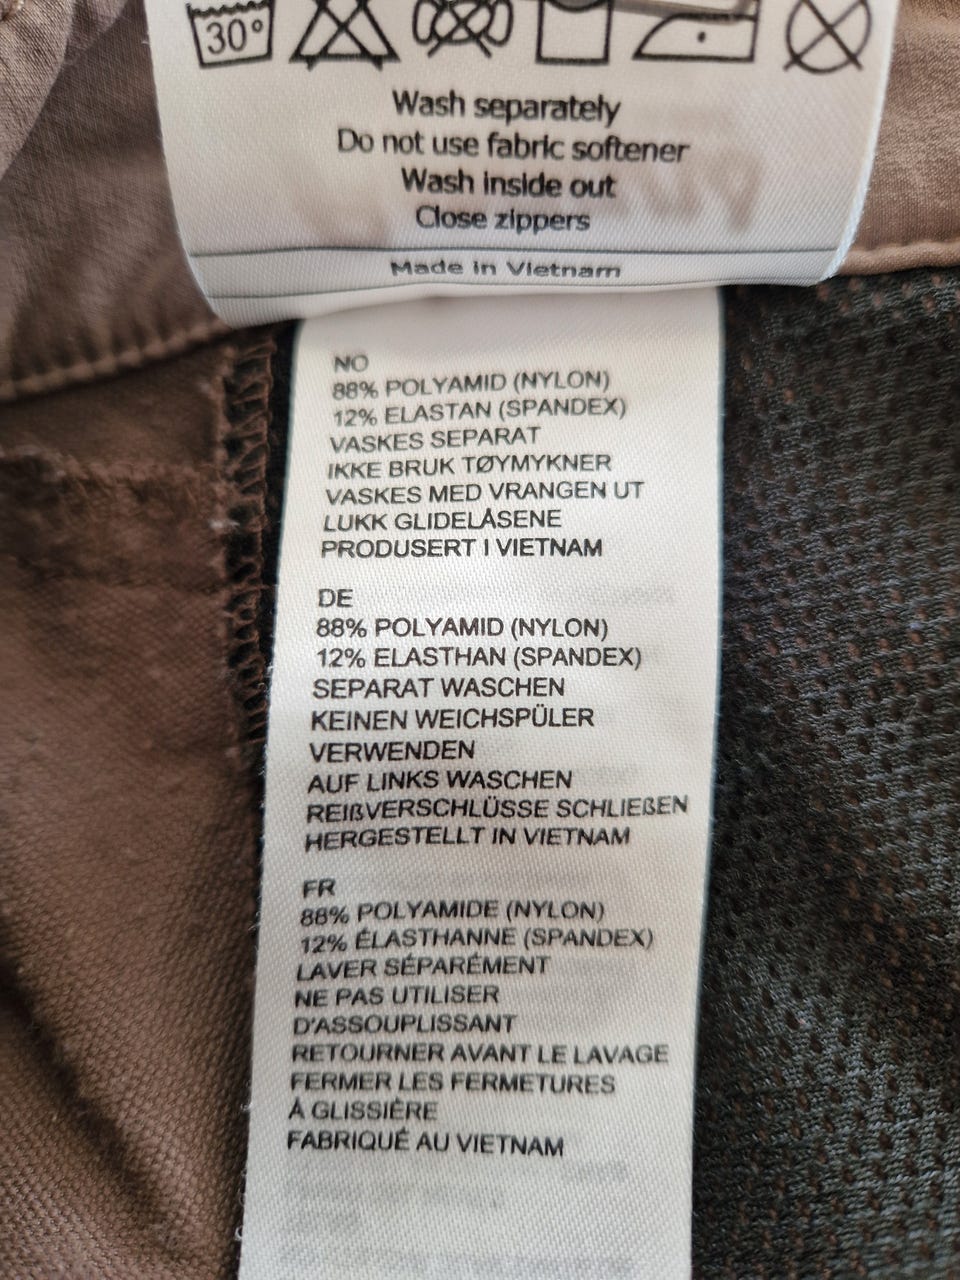 30°
Wash separately
Do not use fabric softener
Wash inside out
Close zippers
Made in Vietnam
NO
88% POLYAMID (NYLON)
12% ELASTAN (SPANDEX)
VASKES SEPARAT
IKKE BRUK TØYMYKNER
VASKES MED VRANGEN UT
LUKK GLIDELÅSENE
PRODUSERT I VIETNAM
DE
88% POLYAMID (NYLON)
12% ELASTHAN (SPANDEX)
SEPARAT WASCHEN
KEINEN WEICHSPÜLER
VERWENDEN
AUF LINKS WASCHEN
REIßVERSCHLÜSSE SCHLIEßEN
HERGESTELLT IN VIETNAM
FR
88% POLYAMIDE (NYLON)
12% ÉLASTHANNE (SPANDEX)
LAVER SÉPARÉMENT
NE PAS UTILISER
D'ASSOUPLISSANT
RETOURNER AVANT LE LAVAGE
FERMER LES FERMETURES
À GLISSIÈRE
FABRIQUÉ AU VIETNAM